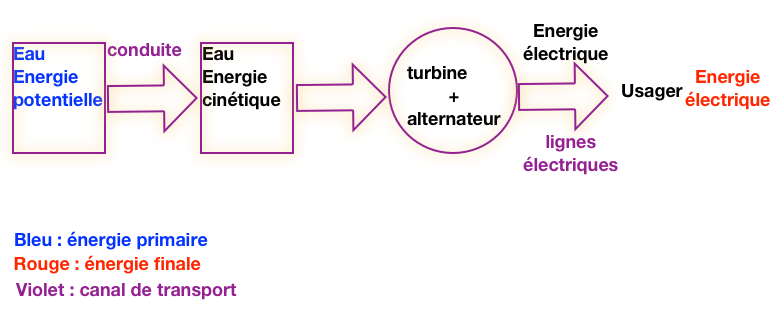 Eau
Energie
potentielle
conduite
Eau
Energie
cinétique
turbine
+
alternateur
Energie
électrique
lignes
électriques
Usager
Energie
électrique
Bleu : énergie primaire
Rouge : énergie finale
Violet : canal de transport